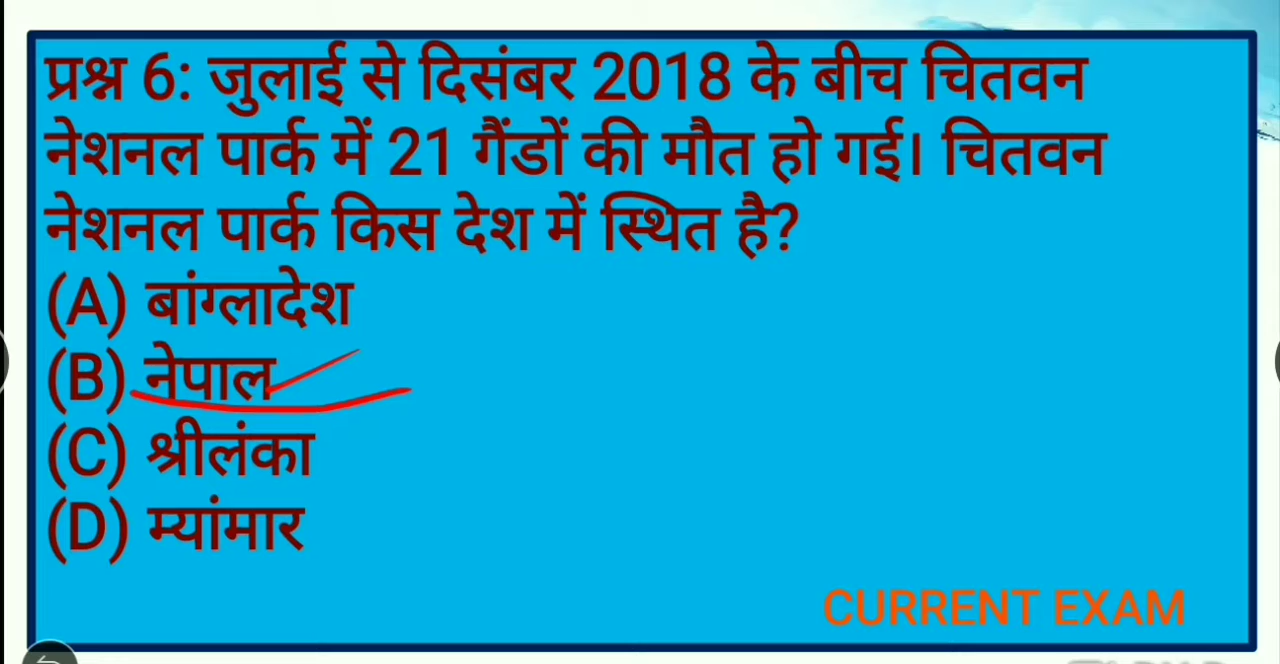 प्रश्न 6: जुलाई से दिसंबर 2018 के बीच चितवन
नेशनल पार्क में 21 गैंडों की मौत हो गई। चितवन
नेशनल पार्क किस देश में स्थित है?
(A) बांग्लादेश
(B) नेपाल
(C) श्रीलंका
(D) म्यांमार
CURRENT EXAM